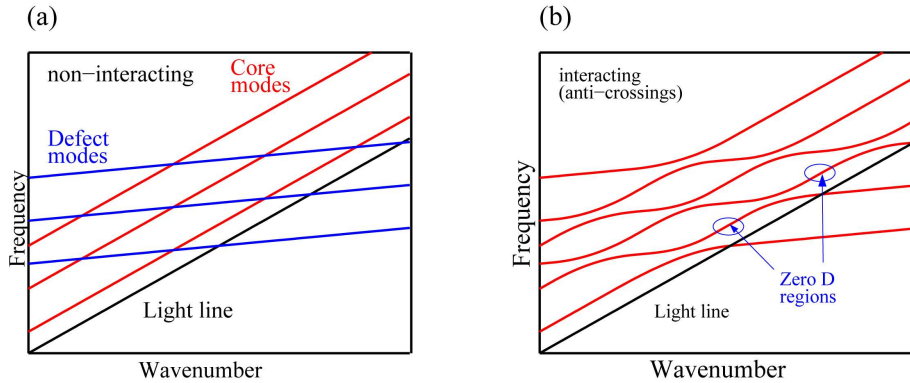 (a)
non−interacting
Core
modes
Defect
modes
Light line
Frequency
Wavenumber
(b)
interacting
(anti−crossings)
Zero D
regions
Light line
Frequency
Wavenumber